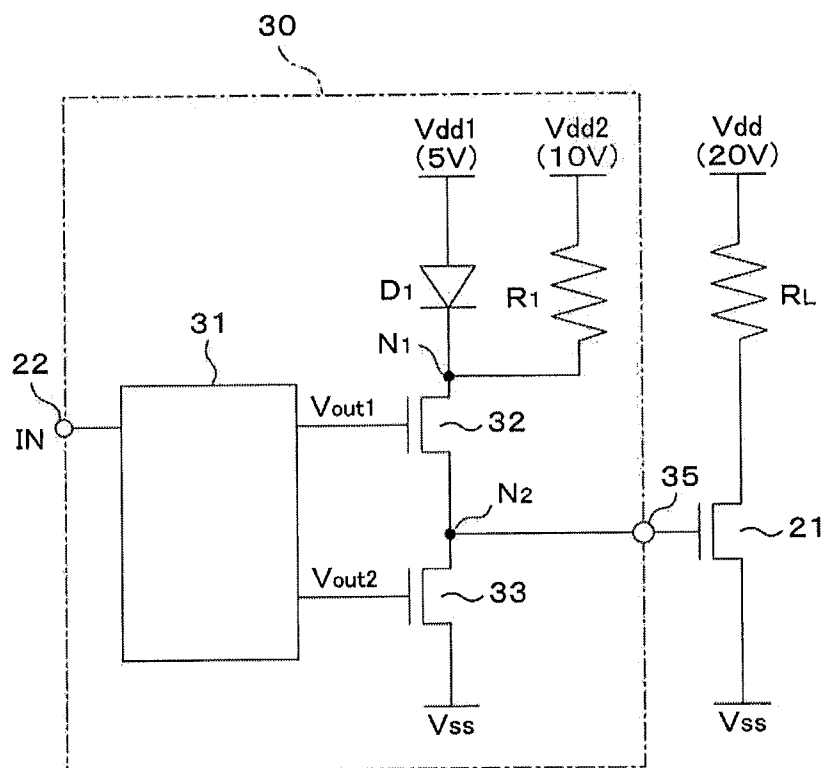 30
Vdd1
(5V)
Vdd2
(10V)
Vdd
(20V)
D1
R1
RL
31
N1
22
IN
Vout1
32
N2
35
21
Vout2
33
Vss
Vss